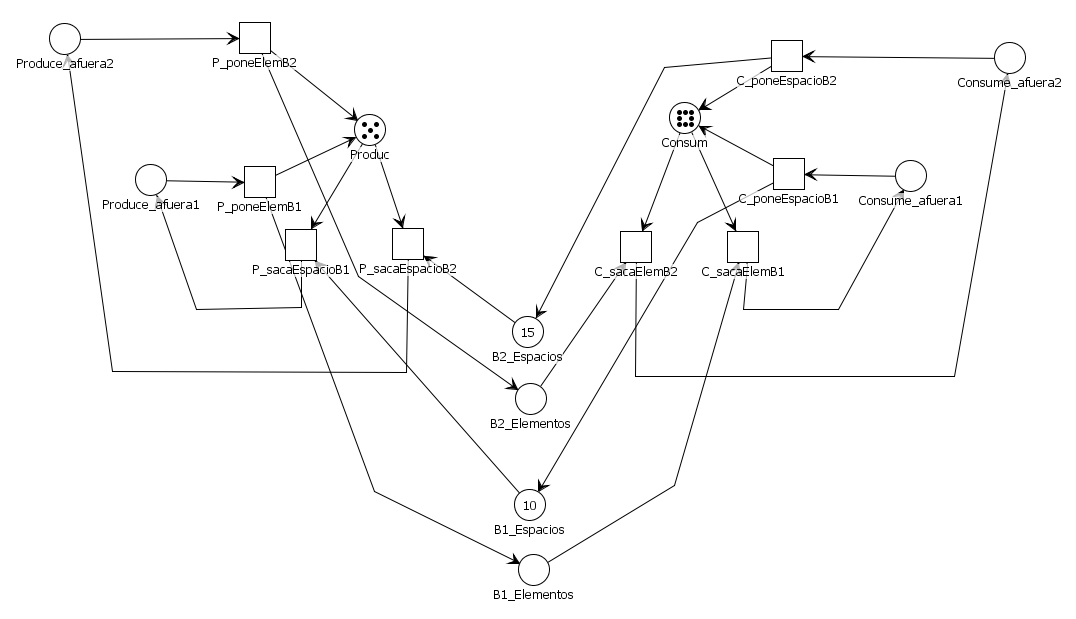 Produce_afuera2
P_poneElemB2
C_poneEspacioB2
Consume_afuera2
Produc
Consum
Produce_afuera1
P_poneElemB1
C_poneEspacioB1
Consume_afuera1
P_sacaEspacioB1
P_sacaEspacioB2
C_sacaElemB2
C_sacaElemB1
15
B2_Espacios
B2_Elementos
10
B1_Espacios
B1_Elementos